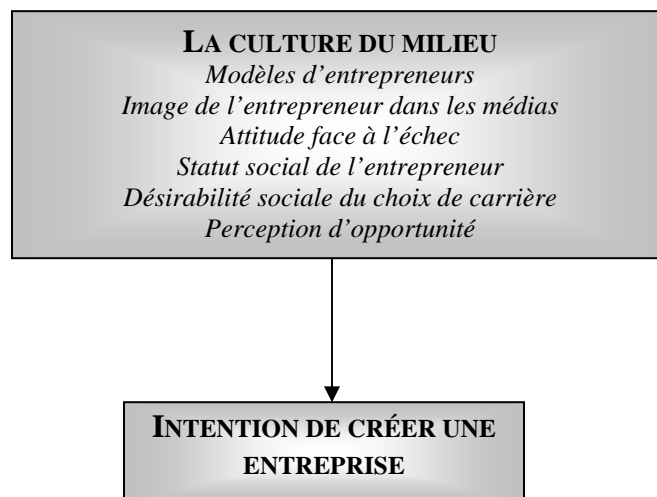 LA CULTURE DU MILIEU
Modèles d'entrepreneurs
Image de l'entrepreneur dans les médias
Attitude face à l'échec
Statut social de l'entrepreneur
Désirabilité sociale du choix de carrière
Perception d'opportunité
INTENTION DE CRÉER UNE
ENTREPRISE